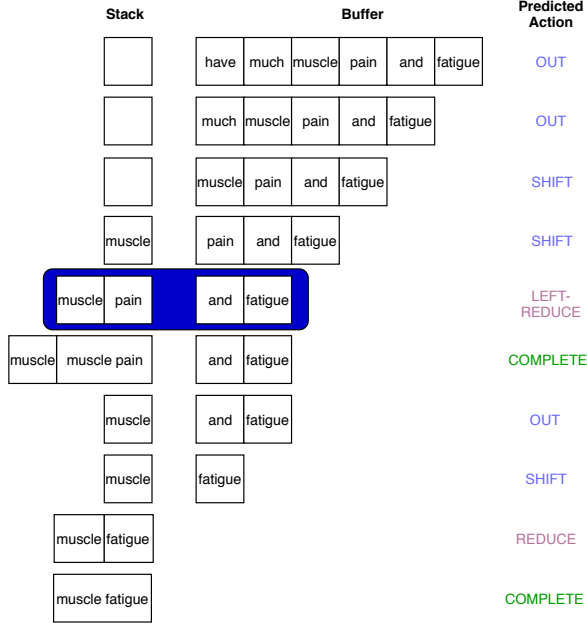 Stack Buffer Predicted Action
have much muscle pain and fatigue OUT
much muscle pain and fatigue OUT
muscle pain and fatigue SHIFT
muscle pain and fatigue SHIFT
muscle pain and fatigue LEFT-
REDUCE
muscle muscle pain and fatigue COMPLETE
muscle and fatigue OUT
muscle fatigue SHIFT
muscle fatigue REDUCE
muscle fatigue COMPLETE